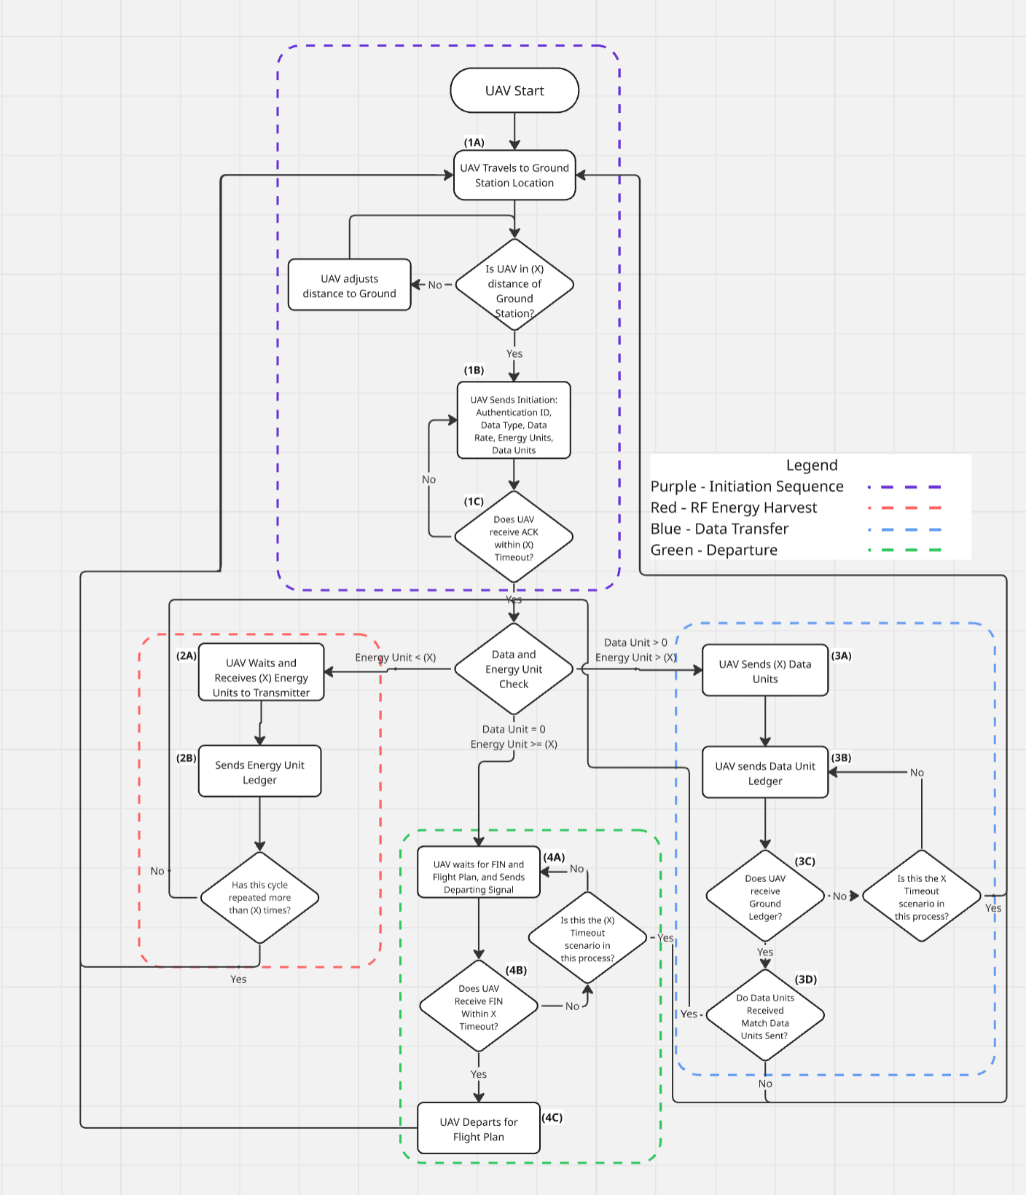 UAV Start
(1A)
UAV Travels to Ground
Station Location
Is UAV in (X)
distance of
Ground
Station?
No
UAV adjusts
distance to Ground
Yes
(1B)
UAV Sends Initiation:
Authentication ID,
Data Type, Data
Rate, Energy Units,
Data Units
No
(1C)
Does UAV
receive ACK
within (X)
Timeout?
Yes
Legend
Purple - Initiation Sequence
Red - RF Energy Harvest
Blue - Data Transfer
Green - Departure
Data and
Energy Unit
Check
Energy Unit < (X)
Data Unit > 0
Energy Unit > (X)
Data Unit = 0
Energy Unit >= (X)
(2A)
UAV Waits and
Receives (X) Energy
Units to Transmitter
(2B)
Sends Energy Unit
Ledger
Has this cycle
repeated more
than (X) times?
No
Yes
(3A)
UAV Sends (X) Data
Units
(3B)
UAV sends Data Unit
Ledger
No
(3C)
Does UAV
receive
Ground
Ledger?
No
Is this the X
Timeout
scenario in
this process?
Yes
Yes
(3D)
Do Data Units
Received
Match Data
Units Sent?
Yes
No
(4A)
UAV waits for FIN and
Flight Plan, and Sends
Departing Signal
No
Is this the (X)
Timeout
scenario in
this process?
Yes
(4B)
Does UAV
Receive FIN
Within X
Timeout?
No
Yes
(4C)
UAV Departs for
Flight Plan